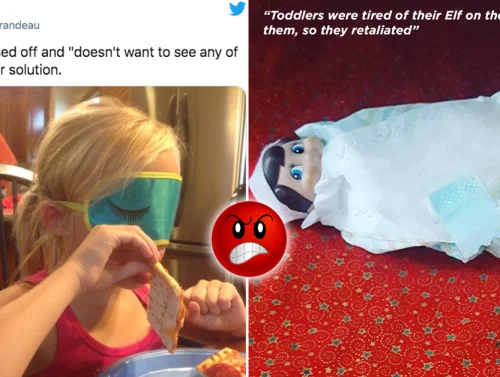 randeau
sed off and "doesn't want to see any of
r solution.
“Toddlers were tired of their Elf on the
them, so they retaliated”